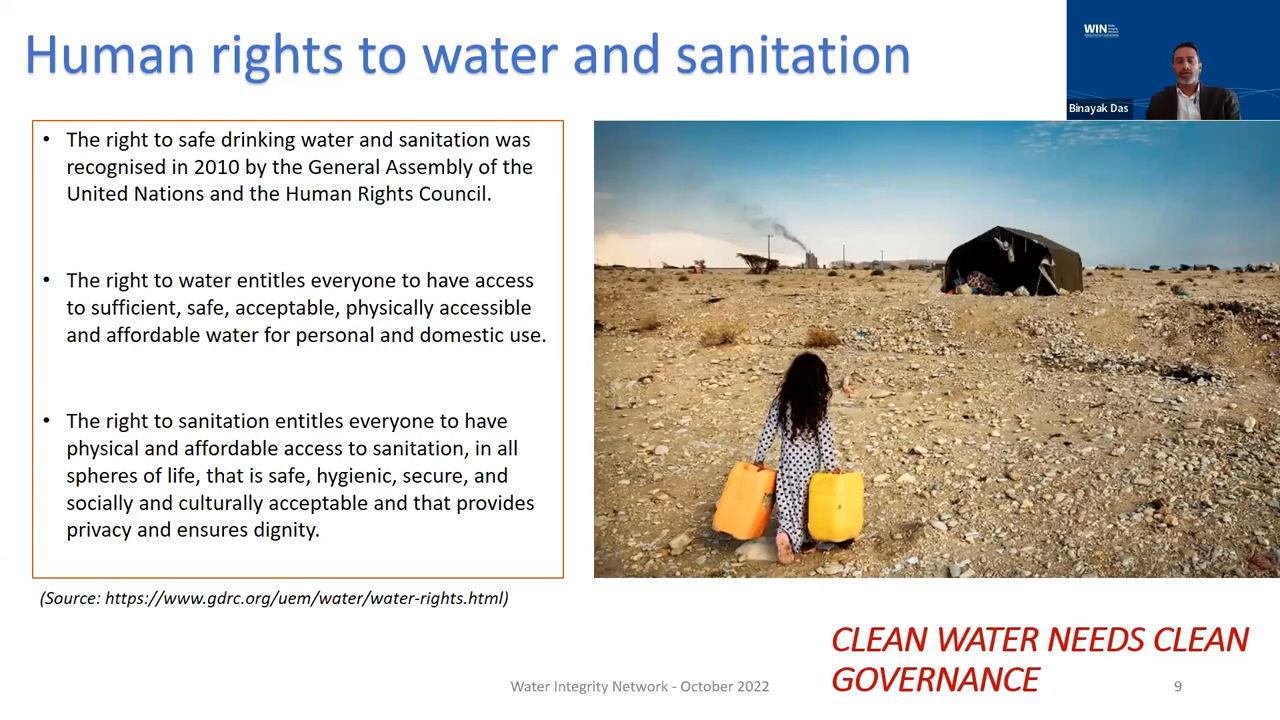 Human rights to water and sanitation
WIN
Binayak Das
• The right to safe drinking water and sanitation was
recognised in 2010 by the General Assembly of the
United Nations and the Human Rights Council.
• The right to water entitles everyone to have access
to sufficient, safe, acceptable, physically accessible
and affordable water for personal and domestic use.
• The right to sanitation entitles everyone to have
physical and affordable access to sanitation, in all
spheres of life, that is safe, hygienic, secure, and
socially and culturally acceptable and that provides
privacy and ensures dignity.
(Source: https://www.gdrc.org/uem/water/water-rights.html)
CLEAN WATER NEEDS CLEAN
GOVERNANCE
Water Integrity Network - October 2022
9